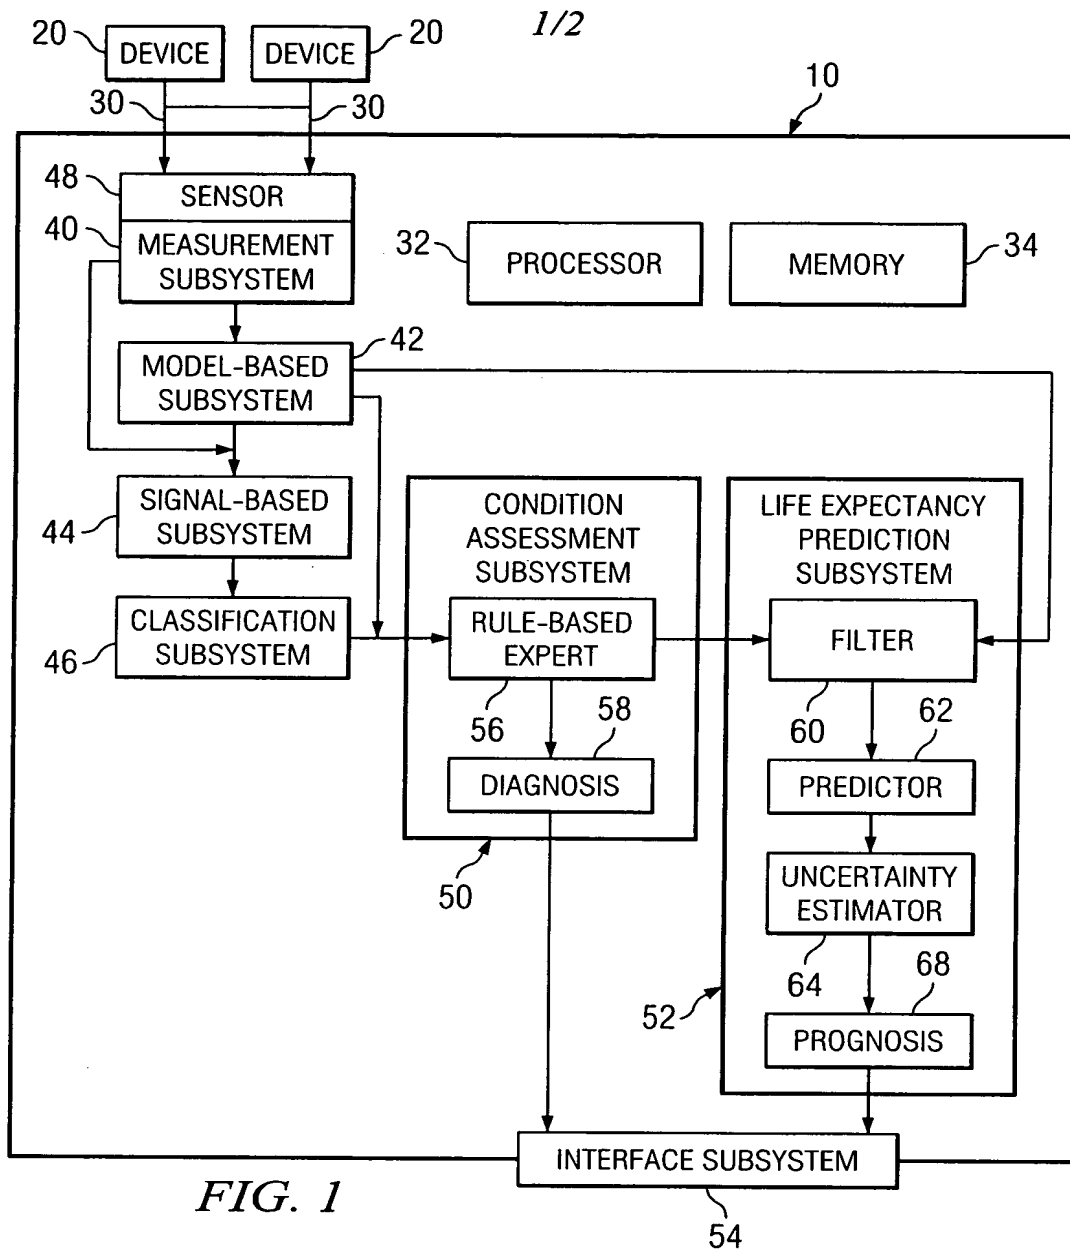 1/2
20
DEVICE
DEVICE
20
30
30
10
48
SENSOR
40
MEASUREMENT
SUBSYSTEM
32
PROCESSOR
MEMORY
34
42
MODEL-BASED
SUBSYSTEM
44
SIGNAL-BASED
SUBSYSTEM
CONDITION
ASSESSMENT
SUBSYSTEM
LIFE EXPECTANCY
PREDICTION
SUBSYSTEM
46
CLASSIFICATION
SUBSYSTEM
RULE-BASED
EXPERT
FILTER
56
58
60
62
DIAGNOSIS
PREDICTOR
50
UNCERTAINTY
ESTIMATOR
64
68
52
PROGNOSIS
INTERFACE SUBSYSTEM
54
FIG. 1